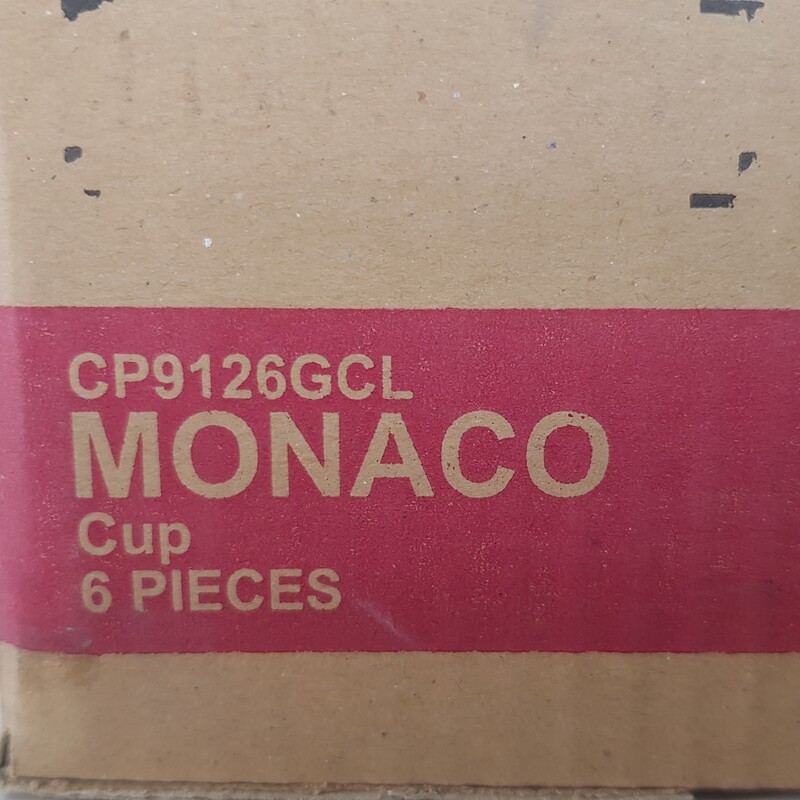 CP9126GCL
MONACO
Cup
6 PIECES